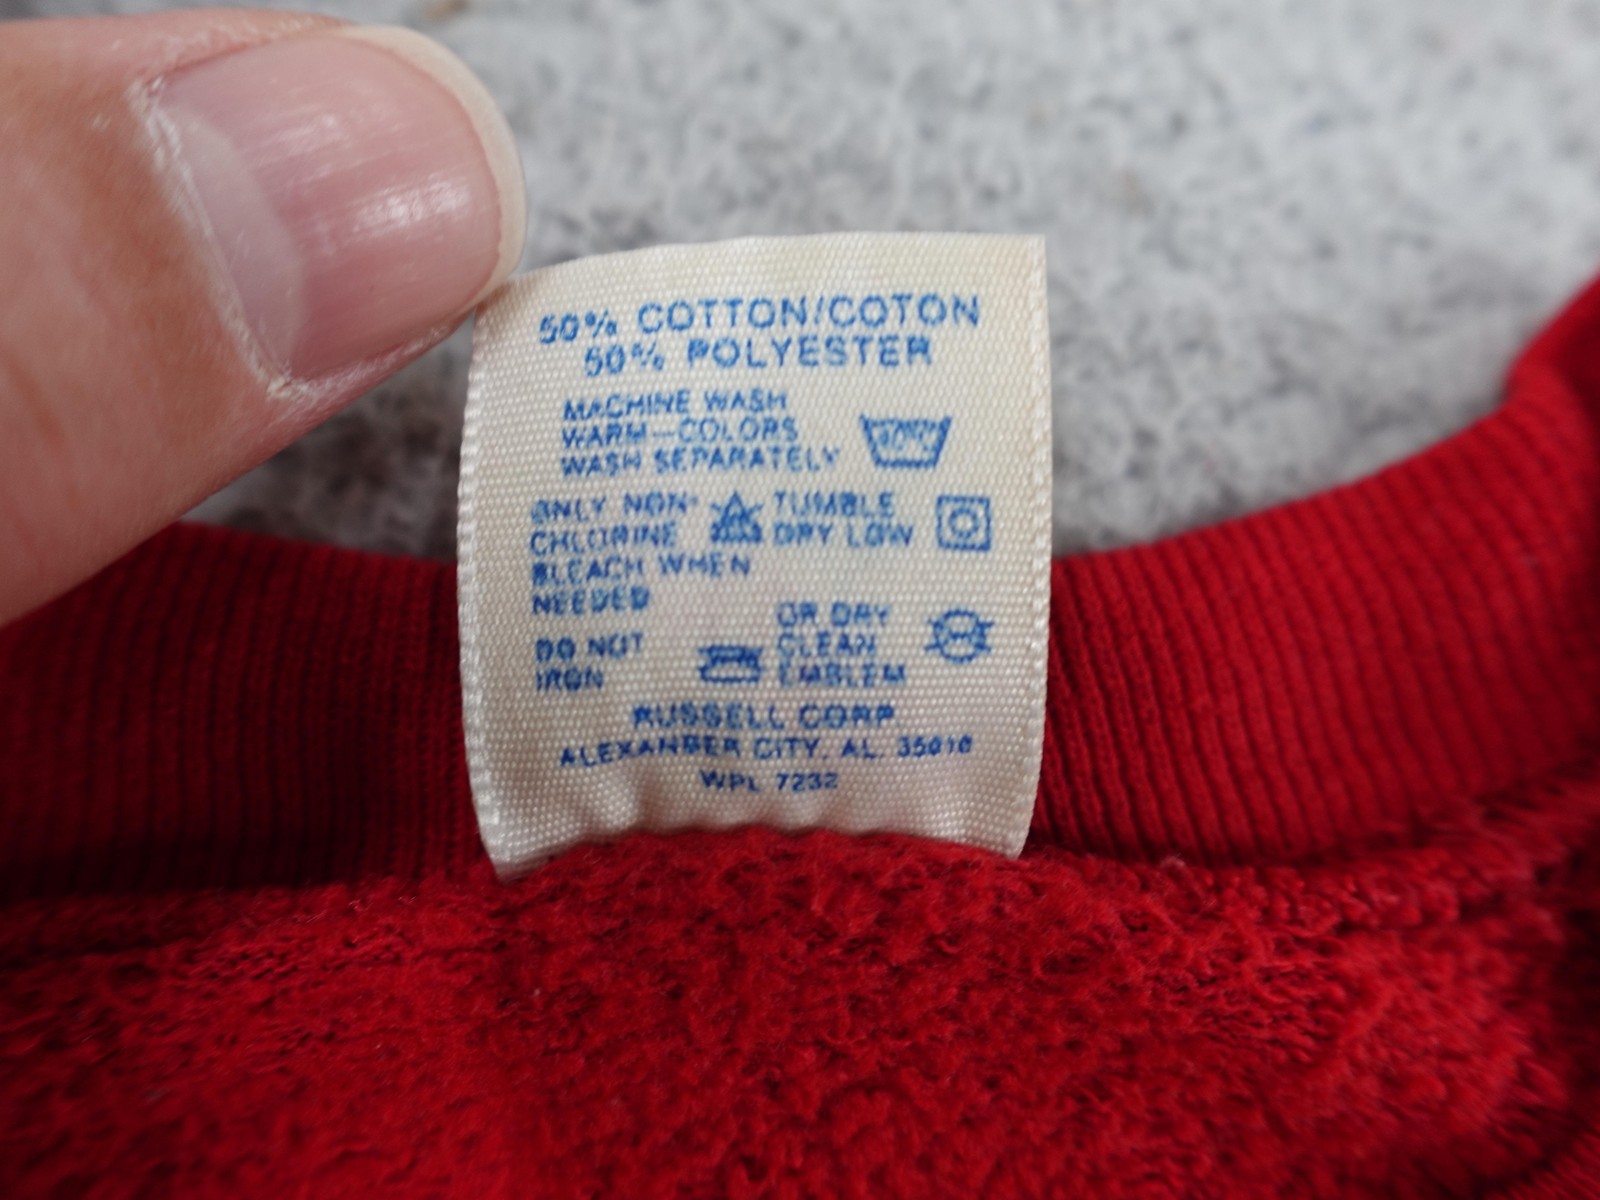 50% COTTON/COTON
50% POLYESTER
MACHINE WASH
WARM—COLORS
WASH SEPARATELY
40°C
ONLY NON-
CHLORINE
BLEACH WHEN
NEEDED
TUMBLE
DRY LOW
DO NOT
IRON
OR DRY
CLEAN
EMBLEM
RUSSELL CORP.
ALEXANDER CITY, AL. 35010
WPL 7232